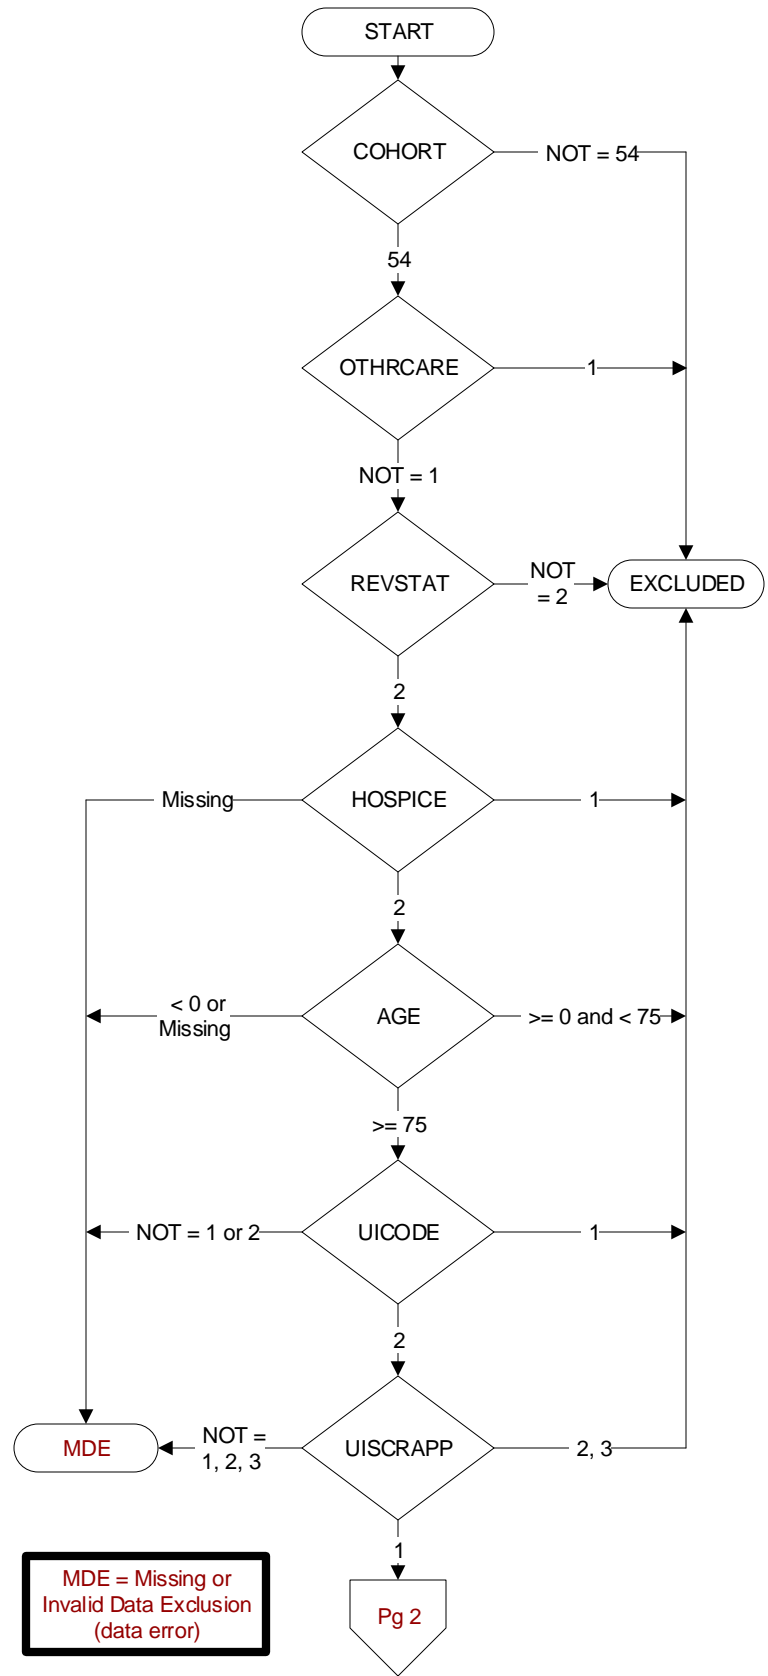 START
COHORT
NOT = 54
54
OTHRCARE
1
NOT = 1
REVSTAT
NOT
= 2
EXCLUDED
2
Missing
HOSPICE
1
2
< 0 or
Missing
AGE
>= 0 and < 75
>= 75
NOT = 1 or 2
UICODE
1
2
MDE
NOT =
1, 2, 3
UISCRAPP
2, 3
1
MDE = Missing or
Invalid Data Exclusion
(data error)
Pg 2